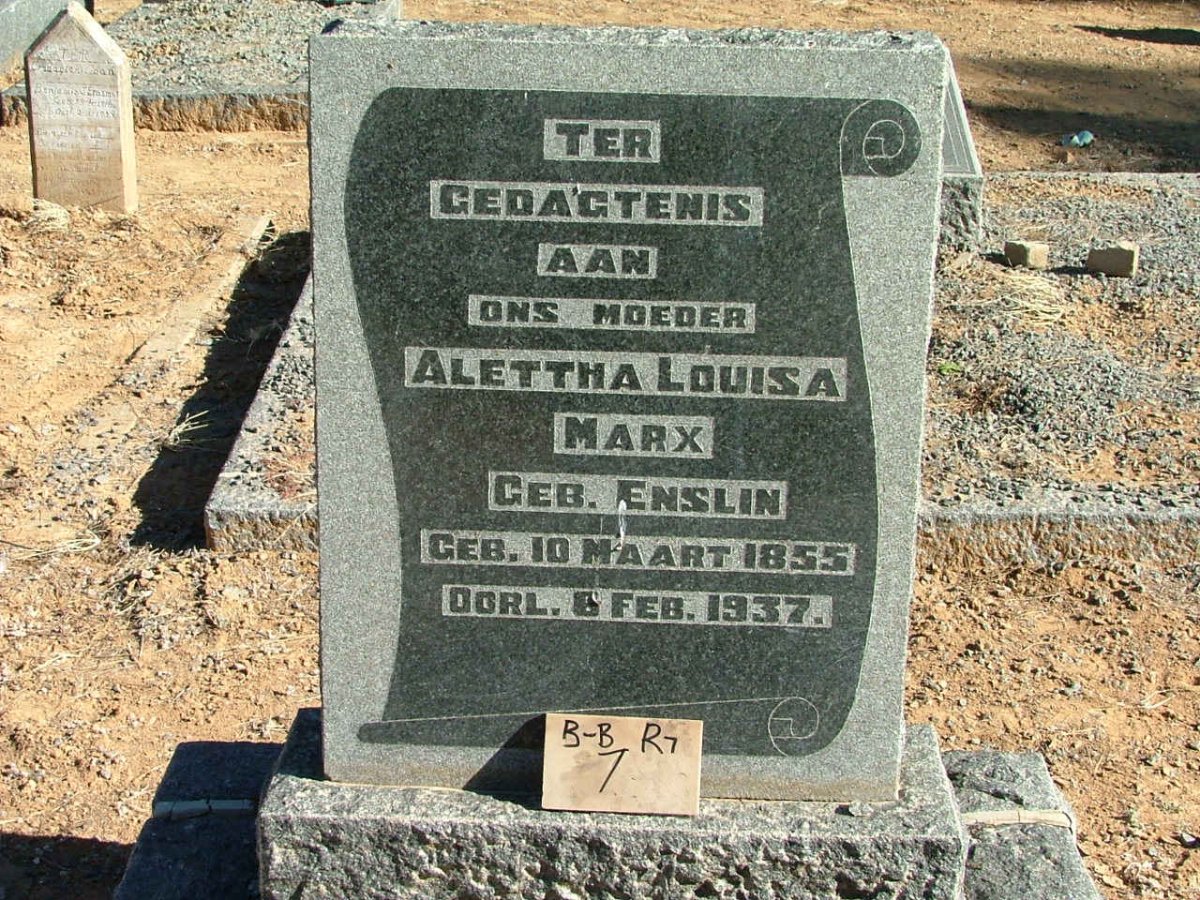 TER
GEDAGTENIS
AAN
ONS MOEDER
ALETTHA LOUISA
MARX
GEB. ENSLIN
GEB. 10 MAART 1855
OORL. 6 FEB. 1937.
B-B R7
7